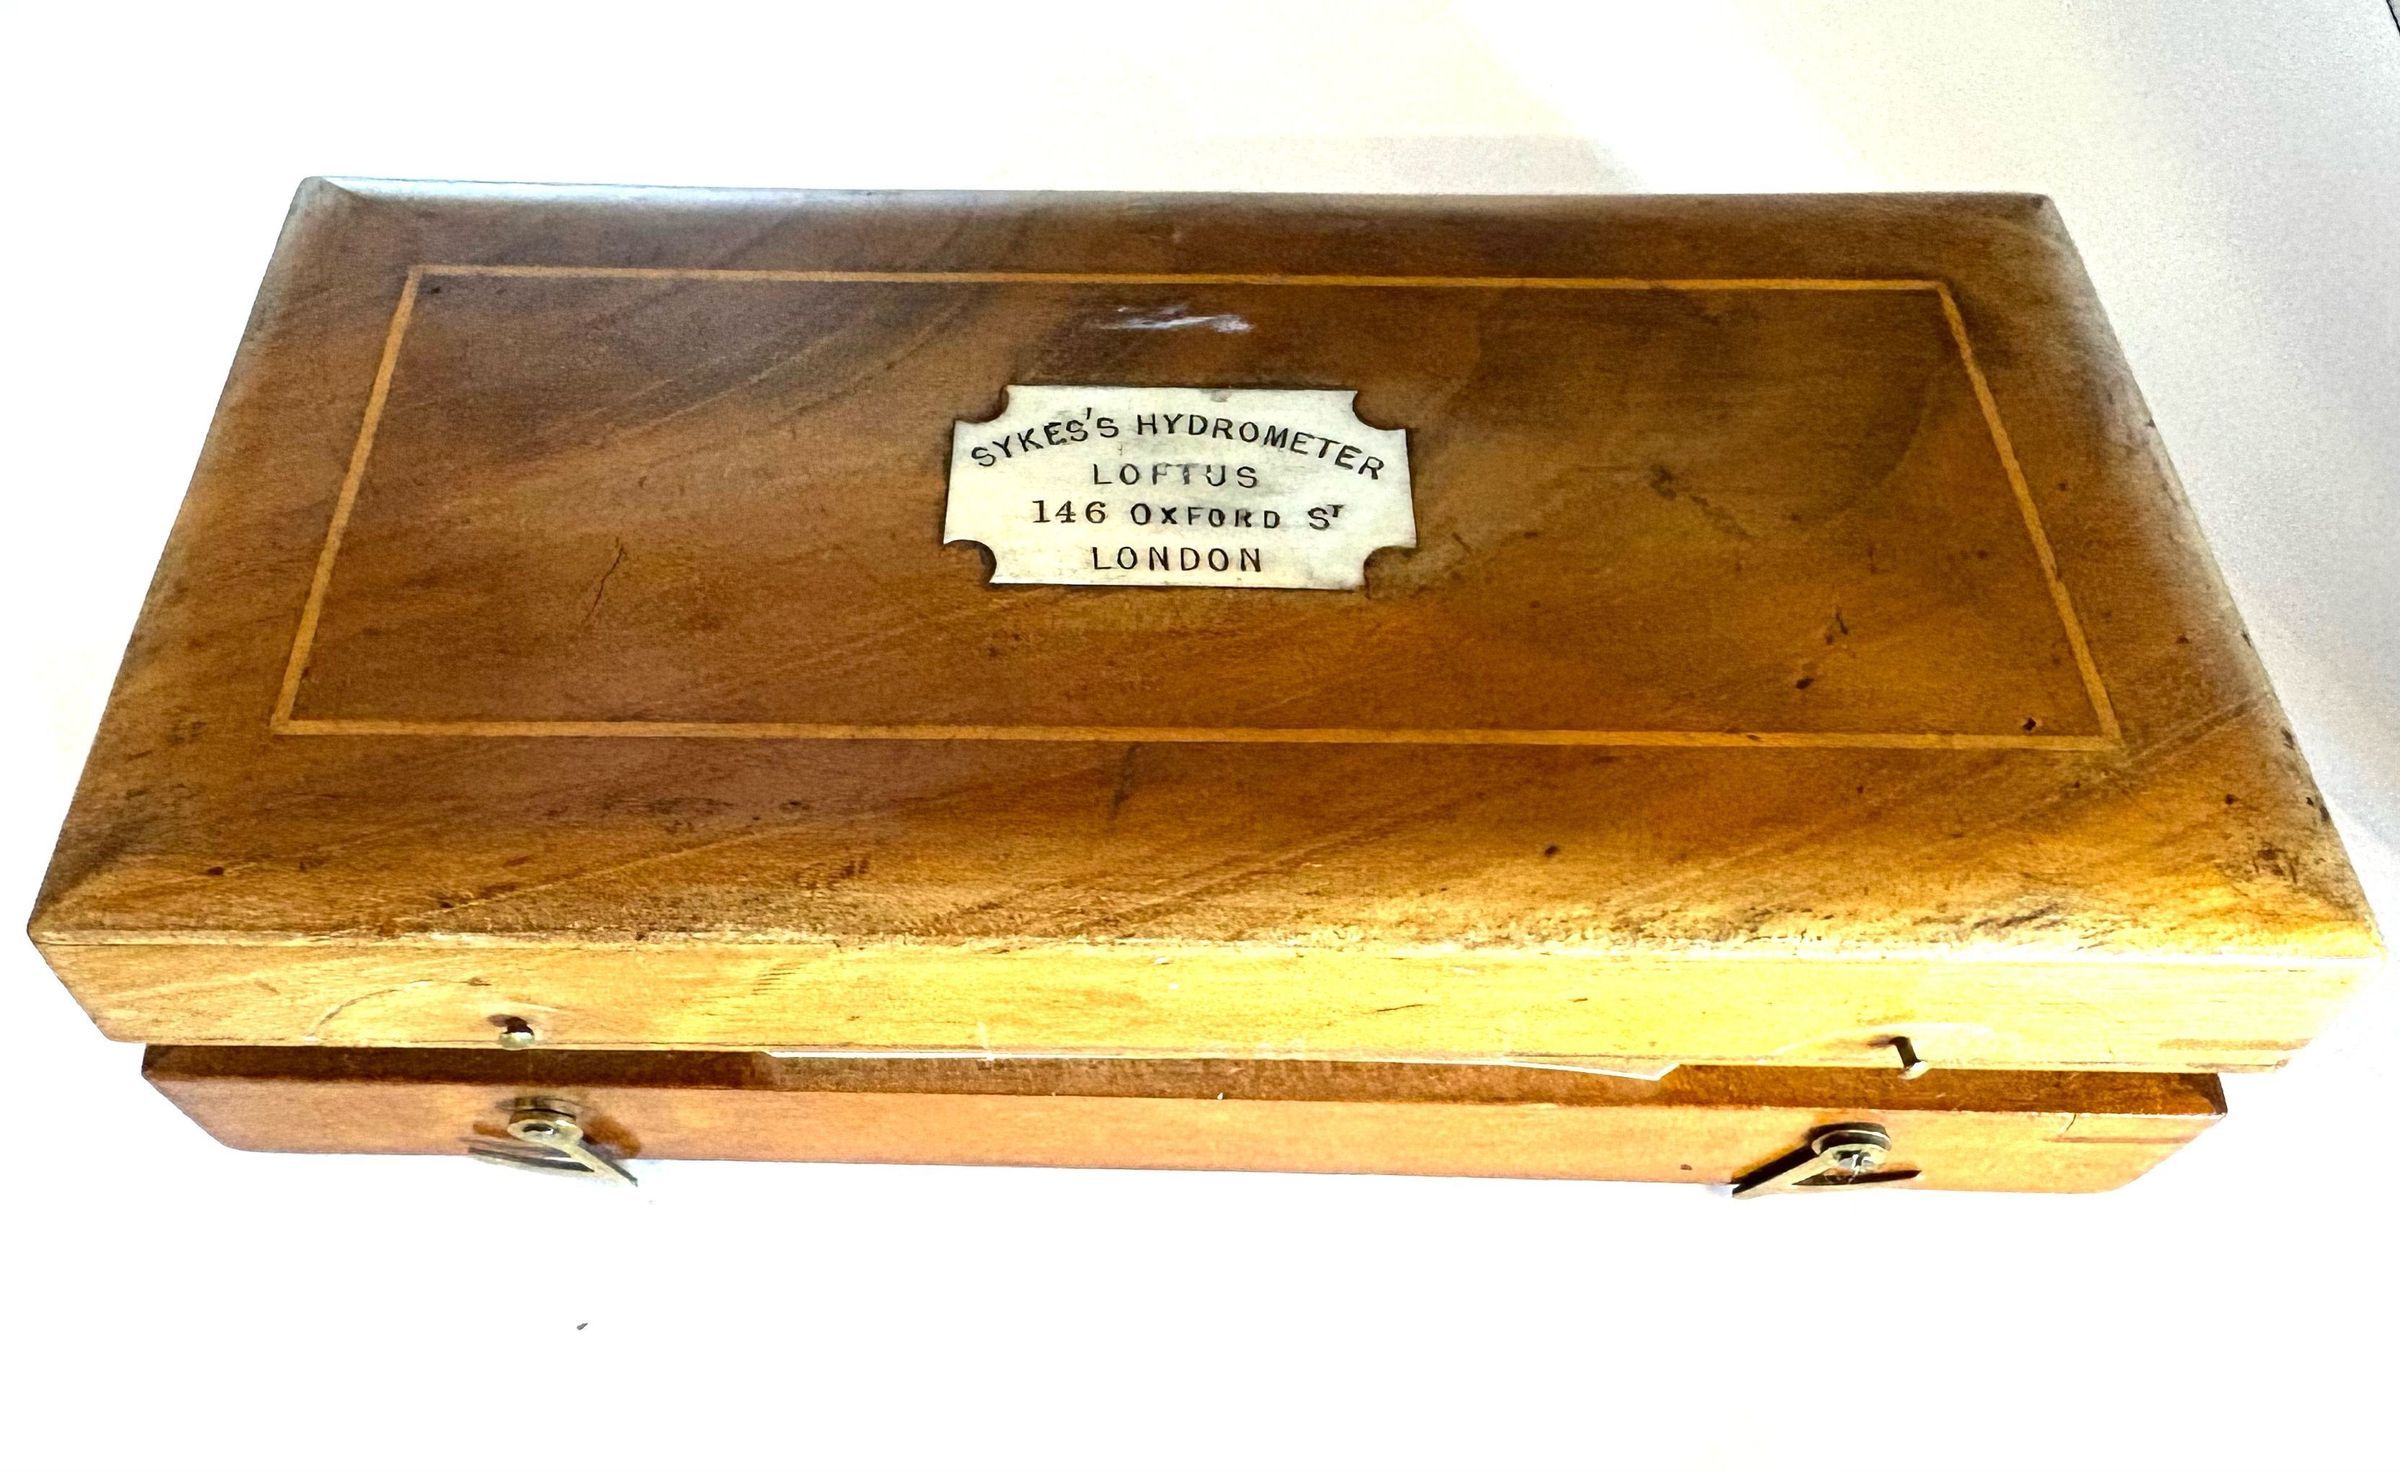 SYKES'S HYDROMETER
LOFTUS
146 OXFORD ST
LONDON